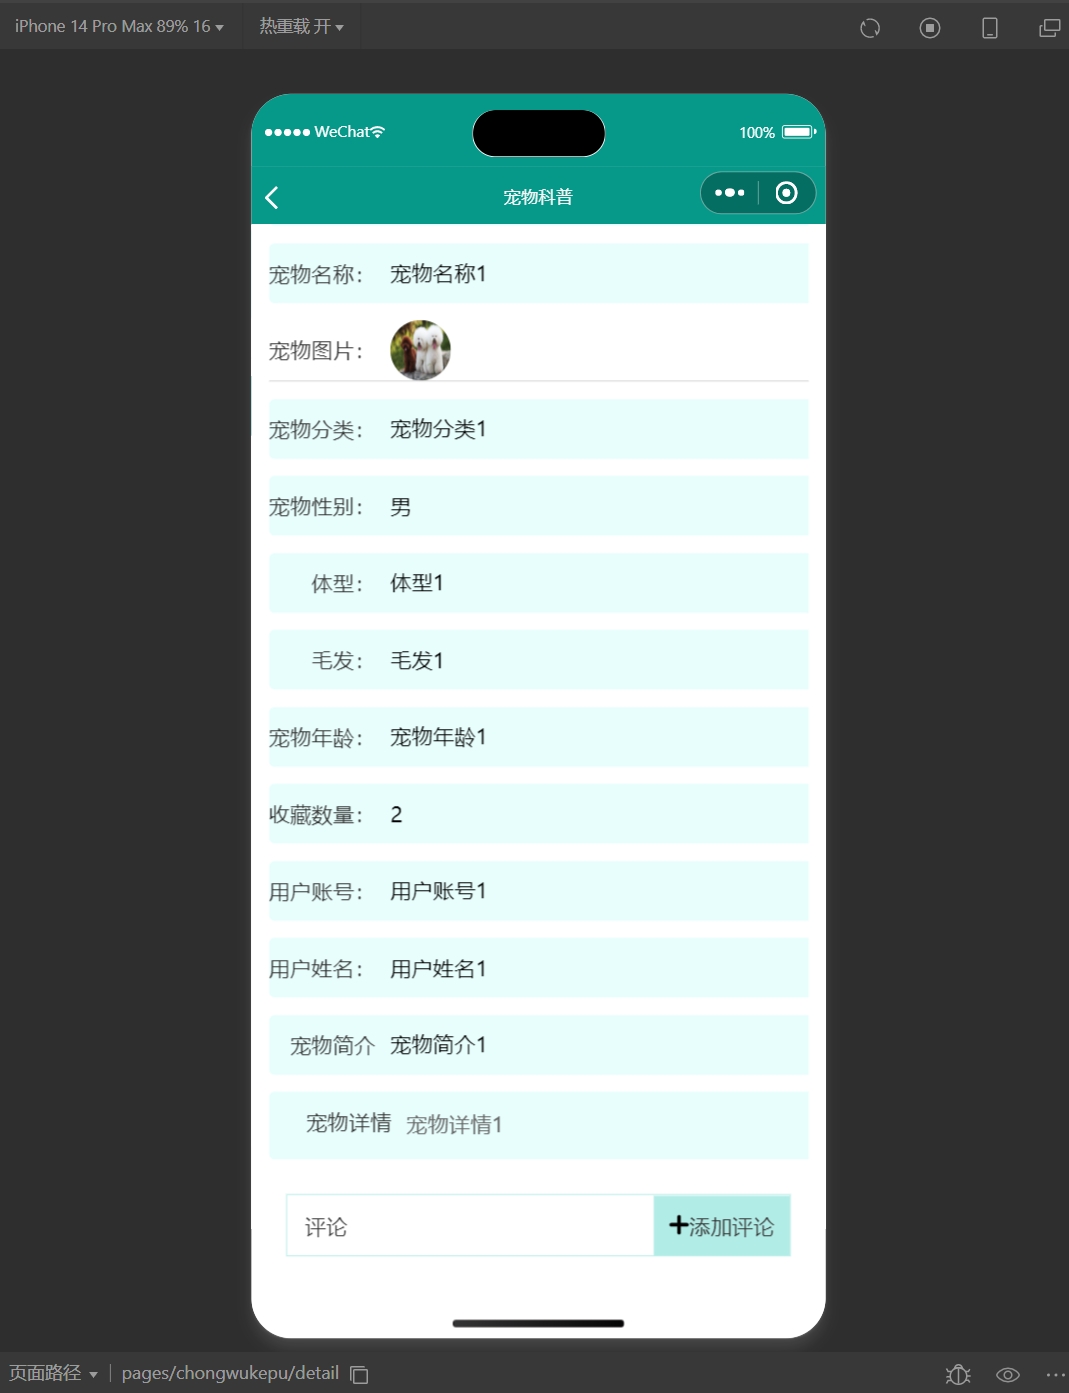 iPhone 14 Pro Max 89% 16 热重载 开
WeChat 100%
宠物科普
宠物名称： 宠物名称1
宠物图片：
宠物分类： 宠物分类1
宠物性别： 男
体型： 体型1
毛发： 毛发1
宠物年龄： 宠物年龄1
收藏数量： 2
用户账号： 用户账号1
用户姓名： 用户姓名1
宠物简介 宠物简介1
宠物详情 宠物详情1
评论 +添加评论
页面路径 pages/chongwukepu/detail